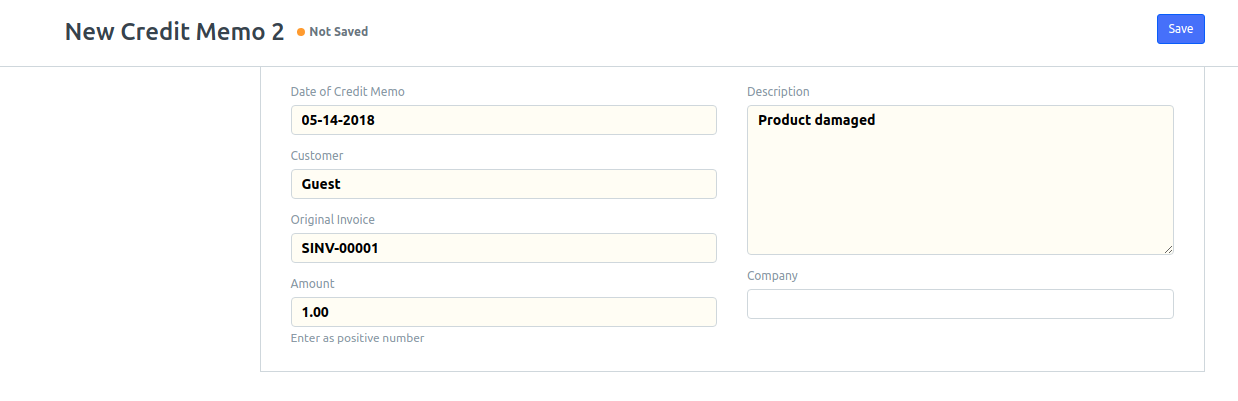 New Credit Memo 2
Not Saved
Save
Date of Credit Memo
05-14-2018
Customer
Guest
Original Invoice
SINV-00001
Amount
1.00
Enter as positive number
Description
Product damaged
Company